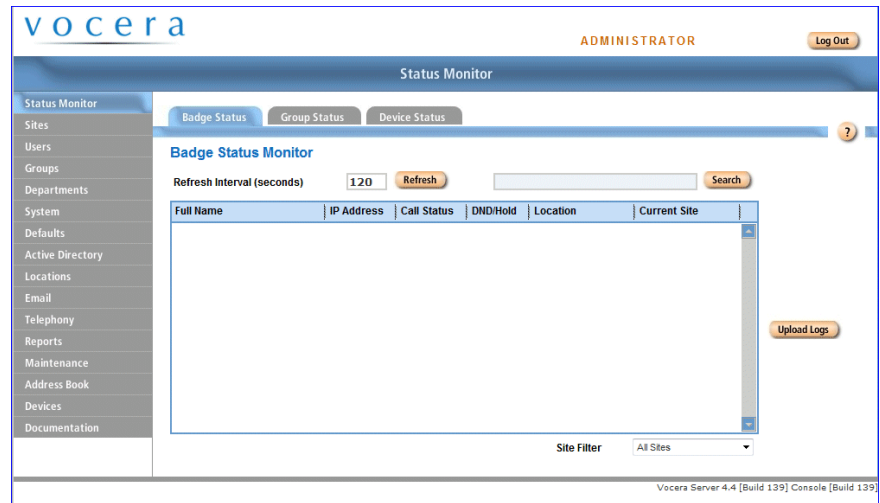 vocera
ADMINISTRATOR
Log Out
Status Monitor
Status Monitor
Sites
Users
Groups
Departments
System
Defaults
Active Directory
Locations
Email
Telephony
Reports
Maintenance
Address Book
Devices
Documentation
Badge Status Group Status Device Status
?
Badge Status Monitor
Refresh Interval (seconds) 120 Refresh Search
Full Name IP Address Call Status DND/Hold Location Current Site
Upload Logs
Site Filter All Sites
Vocera Server 4.4 [Build 139] Console [Build 139]